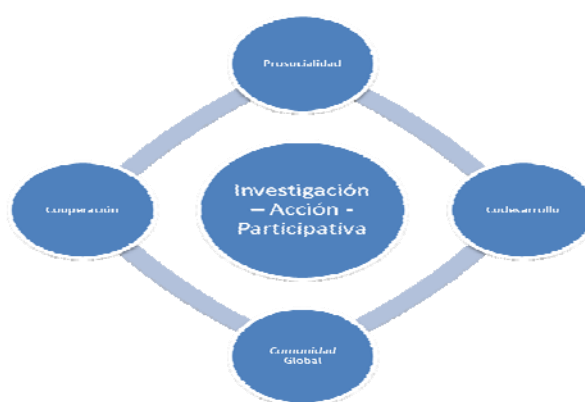 Prosocialidad
Investigación
– Acción -
Participativa
Cooperación
Codesarrollo
Comunidad
Global